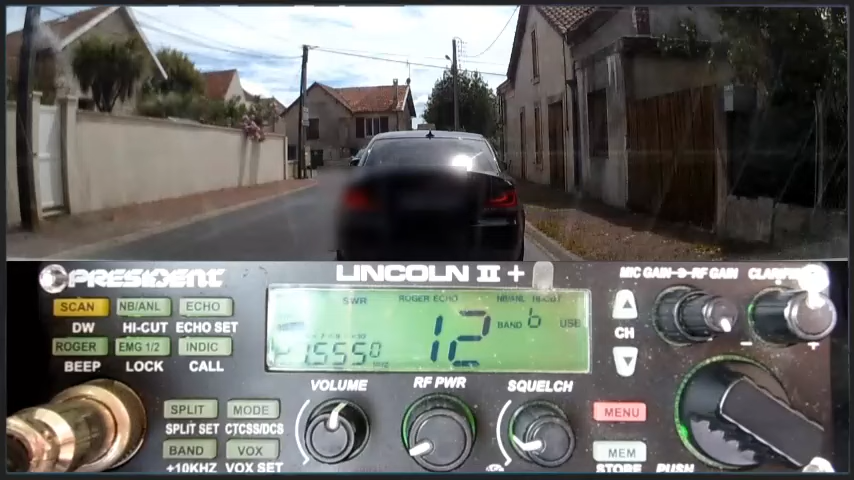 PRESIDENT
LINCOLN II +
MIC GAIN RF GAIN CLARIFIER
SCAN NB/ANL ECHO
DW HI-CUT ECHO SET
ROGER EMG 1/2 INDIC
BEEP LOCK CALL
SWR ROGER ECHO NB/ANL HI-CUT
12 BAND b USB
1.5550
CH
VOLUME RF PWR SQUELCH
SPLIT MODE
SPLIT SET CTCSS/DCS
BAND VOX
+10KHZ VOX SET
MENU
MEM
STORE
PUSH
- +